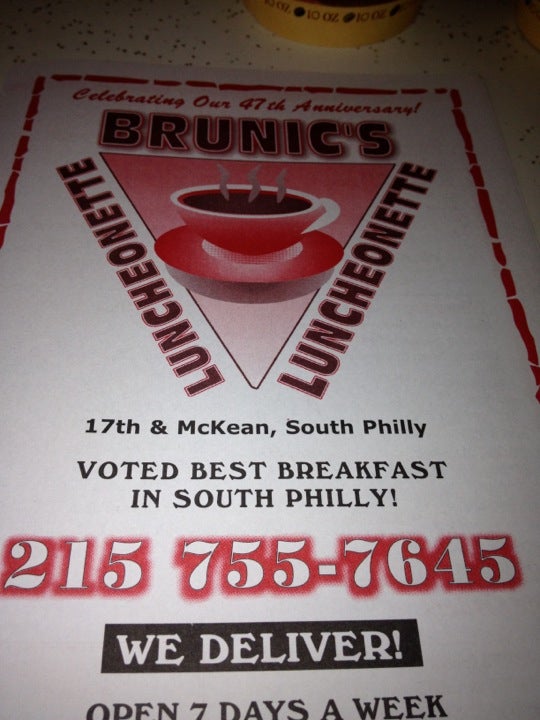 Celebrating Our 47th Anniversary!
BRUNIC'S
LUNCHEONETTE
LUNCHEONETTE
17th & McKean, South Philly
VOTED BEST BREAKFAST
IN SOUTH PHILLY!
215 755-7645
WE DELIVER!
OPEN 7 DAYS A WEEK